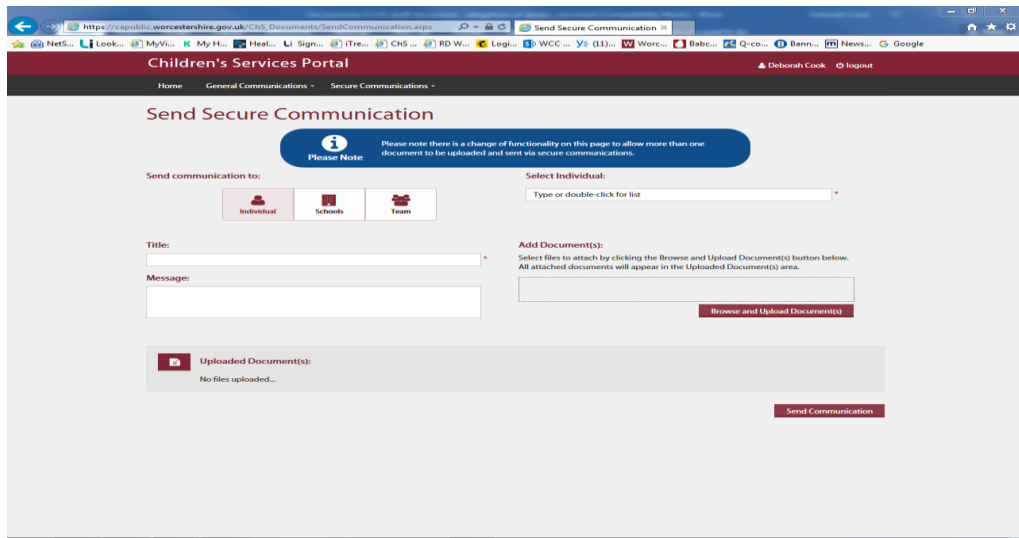 https://capublic.worcestershire.gov.uk/ChS_Documents/SendCommunication.aspx
Send Secure Communication
NetS... Look... MyVi... My H... Heal... Sign... iTre... ChS ... RD W... Logi... WCC ... (11)... Worc... Babc... Q-co... Bann... News... Google
Children's Services Portal
Deborah Cook logout
Home General Communications Secure Communications
Send Secure Communication
Please Note
Please note there is a change of functionality on this page to allow more than one
document to be uploaded and sent via secure communications.
Send communication to:
Individual Schools Team
Select Individual:
Type or double-click for list *
Title:
*
Message:
Add Document(s):
Select files to attach by clicking the Browse and Upload Document(s) button below.
All attached documents will appear in the Uploaded Document(s) area.
Browse and Upload Document(s)
Uploaded Document(s):
No files uploaded...
Send Communication